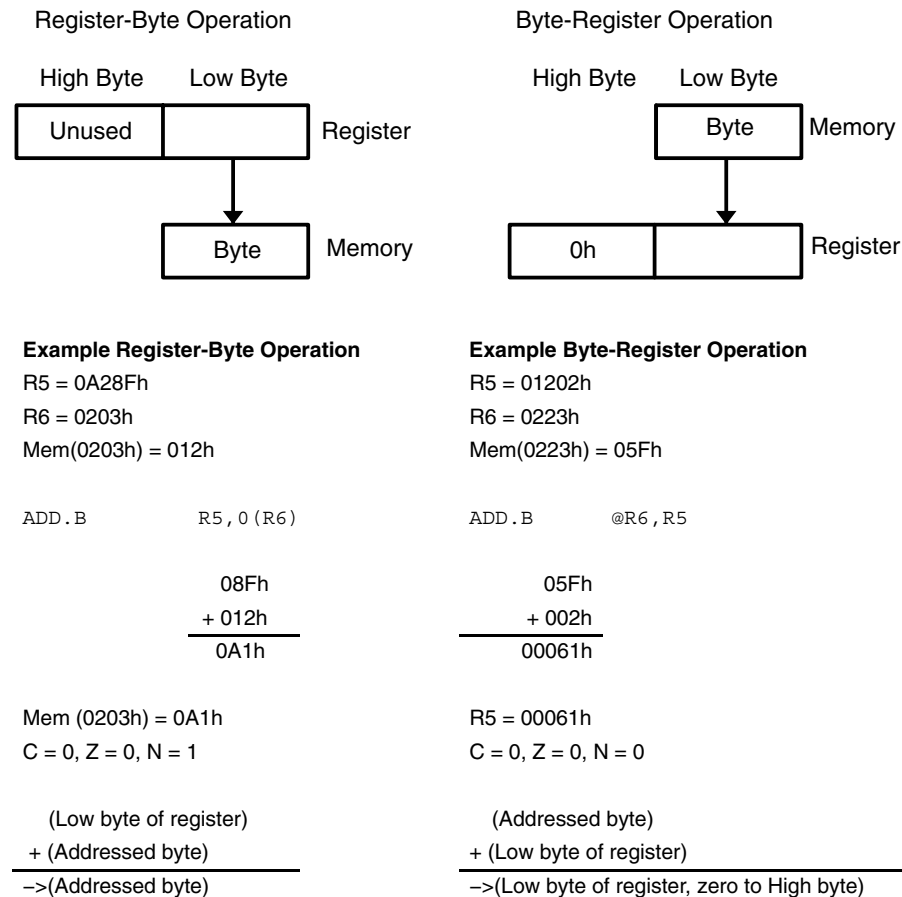 Register-Byte Operation
High Byte Low Byte
Unused Register
Byte Memory
Example Register-Byte Operation
R5 = 0A28Fh
R6 = 0203h
Mem(0203h) = 012h
ADD.B R5,0(R6)
08Fh
+ 012h
0A1h
Mem (0203h) = 0A1h
C = 0, Z = 0, N = 1
(Low byte of register)
+ (Addressed byte)
−>(Addressed byte)
Byte-Register Operation
High Byte Low Byte
Byte Memory
0h Register
Example Byte-Register Operation
R5 = 01202h
R6 = 0223h
Mem(0223h) = 05Fh
ADD.B @R6,R5
05Fh
+ 002h
00061h
R5 = 00061h
C = 0, Z = 0, N = 0
(Addressed byte)
+ (Low byte of register)
−>(Low byte of register, zero to High byte)